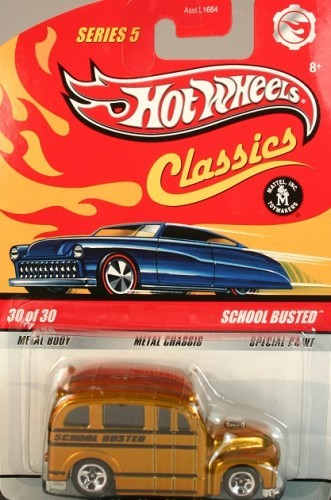 Asst.L1684
SERIES 5
8+
HOT WHEELS
Classics
MATTEL, INC.
M
TOYMAKERS
30 of 30
SCHOOL BUSTED™
METAL BODY
METAL CHASSIS
SPECIAL PAINT
SCHOOL BUSTED